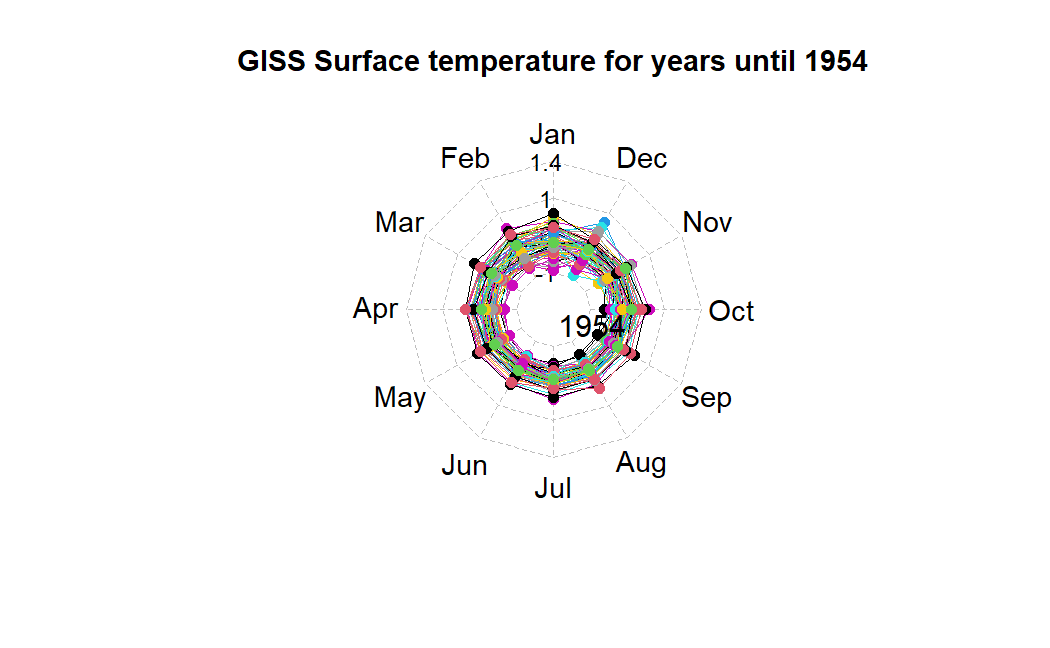 GISS Surface temperature for years until 1954
Jan
Feb
Dec
1.4
1
Mar
Nov
-1
Apr
Oct
1954
May
Sep
Jun
Aug
Jul